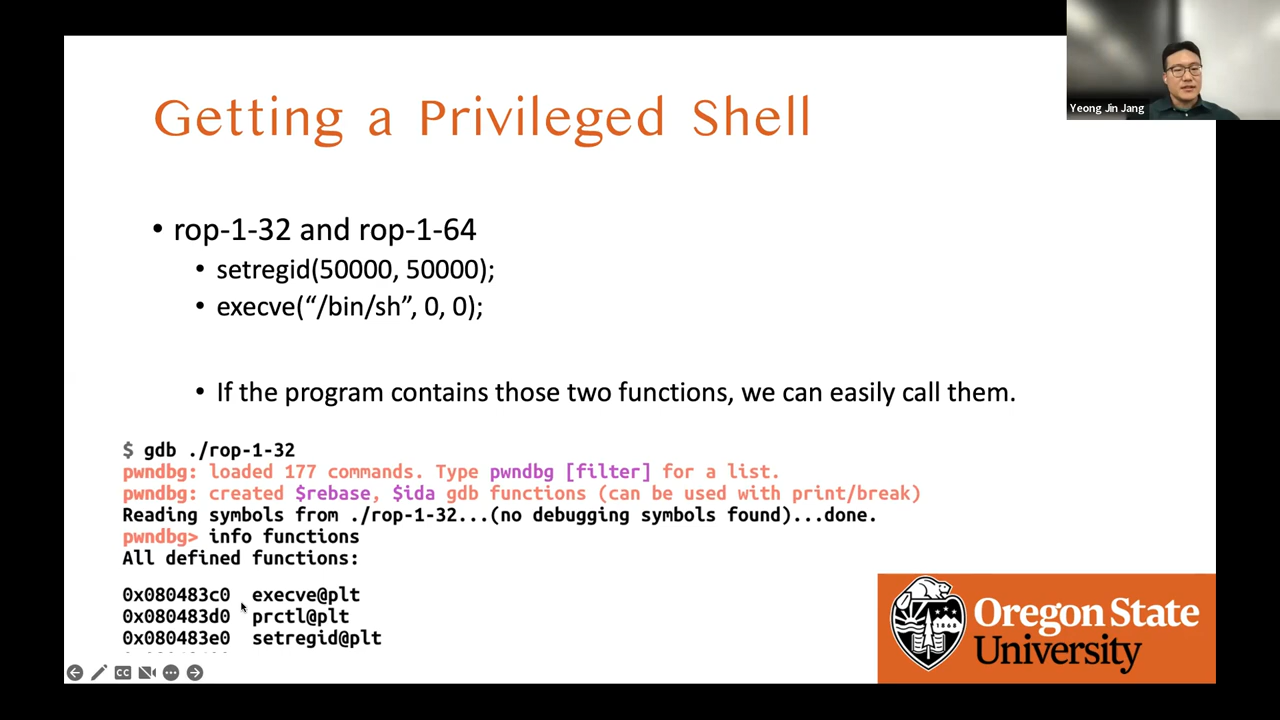 Yeong Jin Jang
Getting a Privileged Shell
• rop-1-32 and rop-1-64
• setregid(50000, 50000);
• execve(“/bin/sh”, 0, 0);
• If the program contains those two functions, we can easily call them.
$ gdb ./rop-1-32
pwndbg: loaded 177 commands. Type pwndbg [filter] for a list.
pwndbg: created $rebase, $ida gdb functions (can be used with print/break)
Reading symbols from ./rop-1-32...(no debugging symbols found)...done.
pwndbg> info functions
All defined functions:
0x080483c0 execve@plt
0x080483d0 prctl@plt
0x080483e0 setregid@plt
CC
Oregon State
University